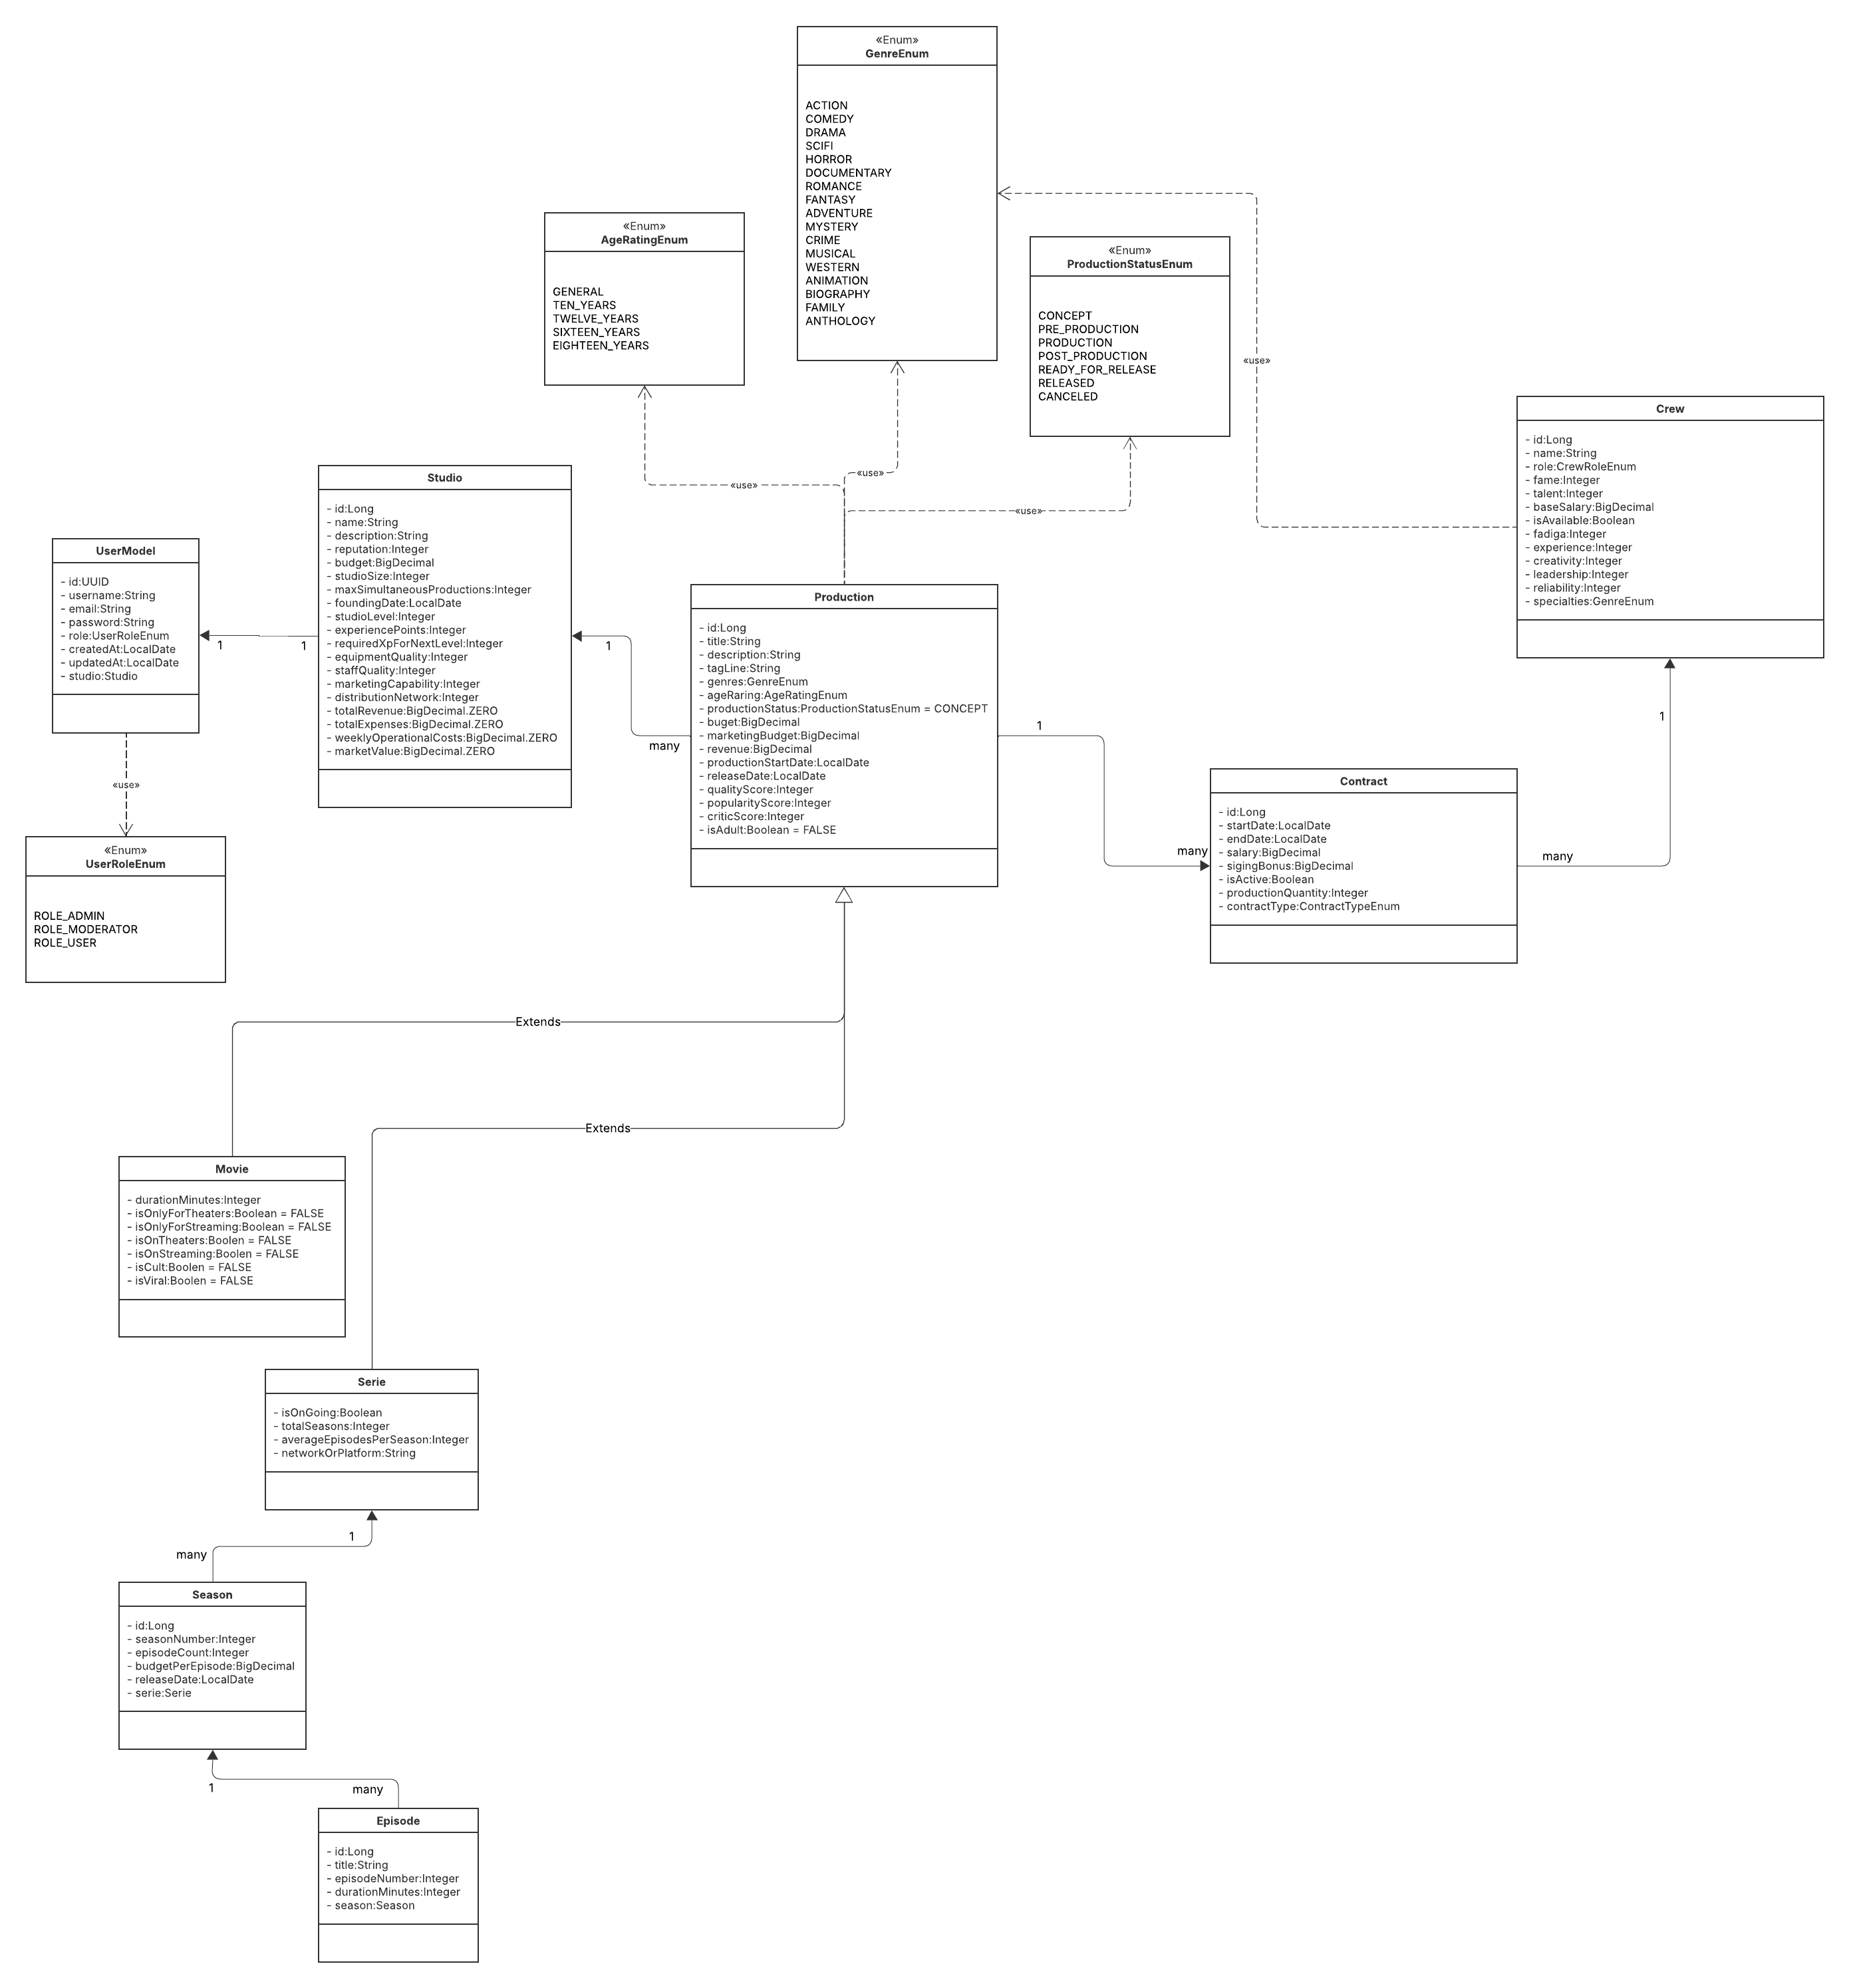 «Enum»
GenreEnum
ACTION
COMEDY
DRAMA
SCIFI
HORROR
DOCUMENTARY
ROMANCE
FANTASY
ADVENTURE
MYSTERY
CRIME
MUSICAL
WESTERN
ANIMATION
BIOGRAPHY
FAMILY
ANTHOLOGY
«Enum»
AgeRatingEnum
GENERAL
TEN_YEARS
TWELVE_YEARS
SIXTEEN_YEARS
EIGHTEEN_YEARS
«Enum»
ProductionStatusEnum
CONCEPT
PRE_PRODUCTION
PRODUCTION
POST_PRODUCTION
READY_FOR_RELEASE
RELEASED
CANCELED
«use»
«use»
«use»
«use»
Crew
- id:Long
- name:String
- role:CrewRoleEnum
- fame:Integer
- talent:Integer
- baseSalary:BigDecimal
- isAvailable:Boolean
- fadiga:Integer
- experience:Integer
- creativity:Integer
- leadership:Integer
- reliability:Integer
- specialties:GenreEnum
Studio
- id:Long
- name:String
- description:String
- reputation:Integer
- budget:BigDecimal
- studioSize:Integer
- maxSimultaneousProductions:Integer
- foundingDate:LocalDate
- studioLevel:Integer
- experiencePoints:Integer
- requiredXpForNextLevel:Integer
- equipmentQuality:Integer
- staffQuality:Integer
- marketingCapability:Integer
- distributionNetwork:Integer
- totalRevenue:BigDecimal.ZERO
- totalExpenses:BigDecimal.ZERO
- weeklyOperationalCosts:BigDecimal.ZERO
- marketValue:BigDecimal.ZERO
UserModel
- id:UUID
- username:String
- email:String
- password:String
- role:UserRoleEnum
- createdAt:LocalDate
- updatedAt:LocalDate
- studio:Studio
1
1
1
many
Production
- id:Long
- title:String
- description:String
- tagLine:String
- genres:GenreEnum
- ageRaring:AgeRatingEnum
- productionStatus:ProductionStatusEnum = CONCEPT
- buget:BigDecimal
- marketingBudget:BigDecimal
- revenue:BigDecimal
- productionStartDate:LocalDate
- releaseDate:LocalDate
- qualityScore:Integer
- popularityScore:Integer
- criticScore:Integer
- isAdult:Boolean = FALSE
1
many
1
many
Contract
- id:Long
- startDate:LocalDate
- endDate:LocalDate
- salary:BigDecimal
- sigingBonus:BigDecimal
- isActive:Boolean
- productionQuantity:Integer
- contractType:ContractTypeEnum
«use»
«Enum»
UserRoleEnum
ROLE_ADMIN
ROLE_MODERATOR
ROLE_USER
Extends
Extends
Movie
- durationMinutes:Integer
- isOnlyForTheaters:Boolean = FALSE
- isOnlyForStreaming:Boolean = FALSE
- isOnTheaters:Boolen = FALSE
- isOnStreaming:Boolen = FALSE
- isCult:Boolen = FALSE
- isViral:Boolen = FALSE
Serie
- isOnGoing:Boolean
- totalSeasons:Integer
- averageEpisodesPerSeason:Integer
- networkOrPlatform:String
1
many
Season
- id:Long
- seasonNumber:Integer
- episodeCount:Integer
- budgetPerEpisode:BigDecimal
- releaseDate:LocalDate
- serie:Serie
1
many
Episode
- id:Long
- title:String
- episodeNumber:Integer
- durationMinutes:Integer
- season:Season